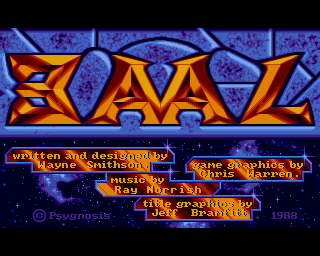 BAAL
written and designed by
Wayne Smithson.
game graphics by
Chris Warren.
music by
Ray Norrish
title graphics by
Jeff Bramfitt
© Psygnosis
1988